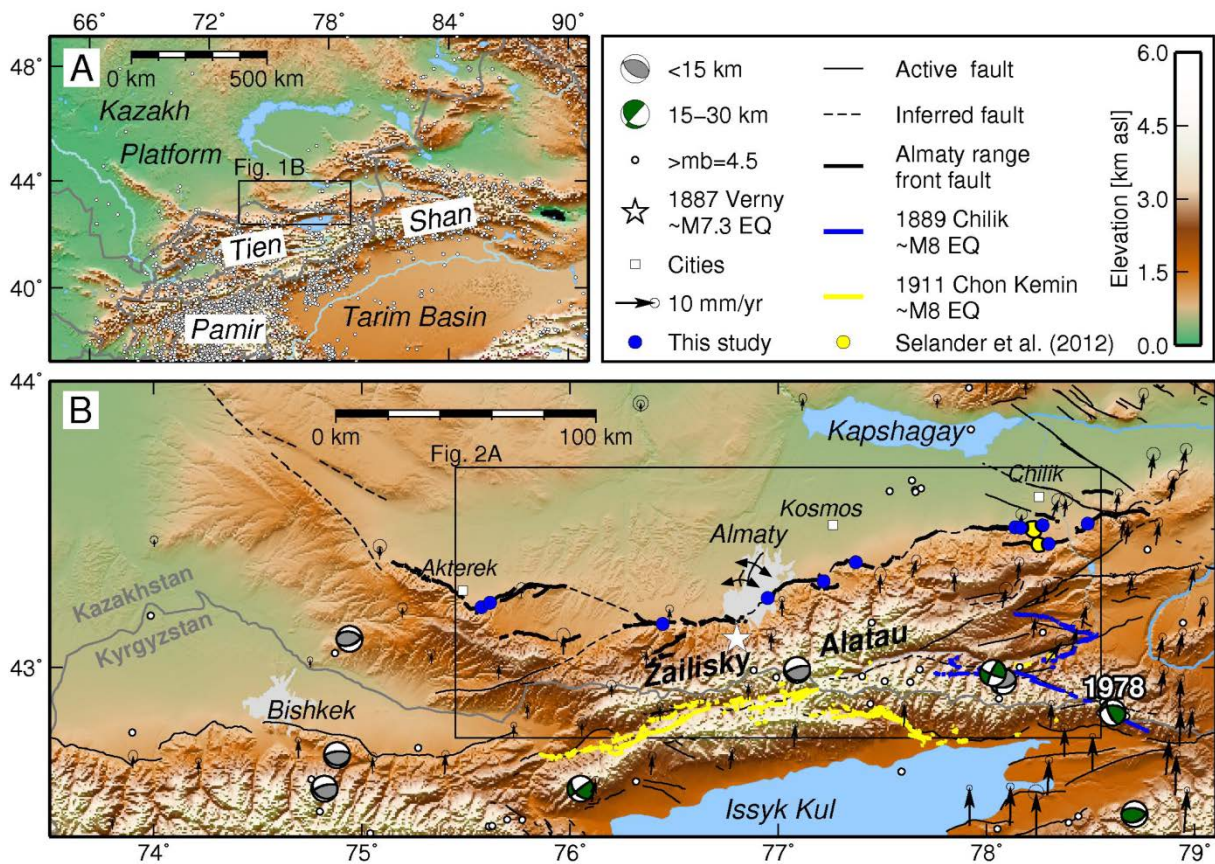 66˚ 72˚ 78˚ 84˚ 90˚
A
0 km 500 km
48˚
44˚
40˚
Kazakh
Platform
Fig. 1B
Tien
Shan
Pamir
Tarim Basin
66˚ 72˚ 78˚ 84˚ 90˚
<15 km
15–30 km
>mb=4.5
1887 Verny
~M7.3 EQ
Cities
10 mm/yr
This study
Active fault
Inferred fault
Almaty range
front fault
1889 Chilik
~M8 EQ
1911 Chon Kemin
~M8 EQ
Selander et al. (2012)
6.0
4.5
3.0
1.5
0.0
Elevation [km asl]
44˚
B
0 km 100 km
Fig. 2A
Kapshagay
Chilik
Kosmos
Almaty
Akterek
Kazakhstan
Kyrgyzstan
43˚
Zailisky
Alatau
1978
Bishkek
Issyk Kul
74˚ 75˚ 76˚ 77˚ 78˚ 79˚